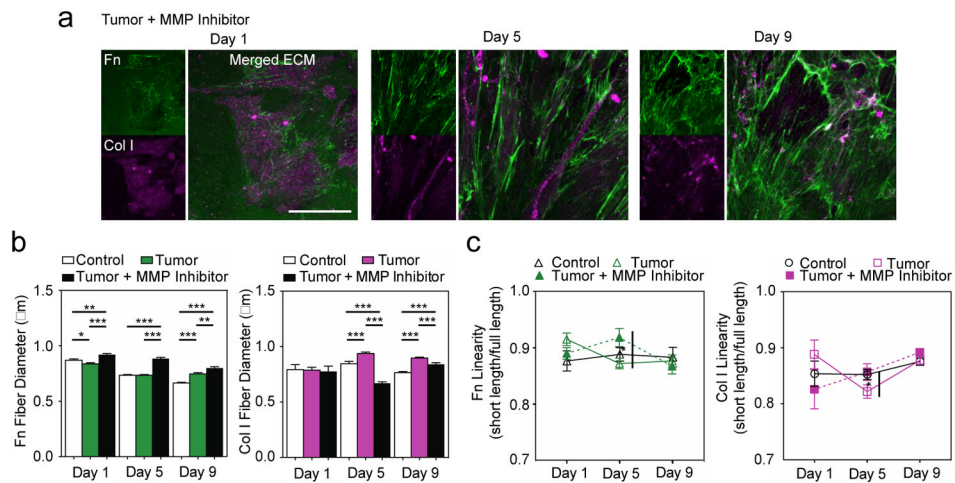 a
Tumor + MMP Inhibitor
Day 1
Day 5
Day 9
Fn
Merged ECM
Col I
b
Control
Tumor
Tumor + MMP Inhibitor
Fn Fiber Diameter (□m)
1.5
1.0
0.5
0.0
**
*
***
***
***
***
***
**
Day 1
Day 5
Day 9
Control
Tumor
Tumor + MMP Inhibitor
Col I Fiber Diameter (□m)
1.5
1.0
0.5
0.0
***
***
***
***
***
***
Day 1
Day 5
Day 9
c
Control
Tumor
Tumor + MMP Inhibitor
Fn Linearity
(short length/full length)
1.0
0.9
0.8
0.7
*
Day 1
Day 5
Day 9
Control
Tumor
Tumor + MMP Inhibitor
Col I Linearity
(short length/full length)
1.0
0.9
0.8
0.7
*
Day 1
Day 5
Day 9